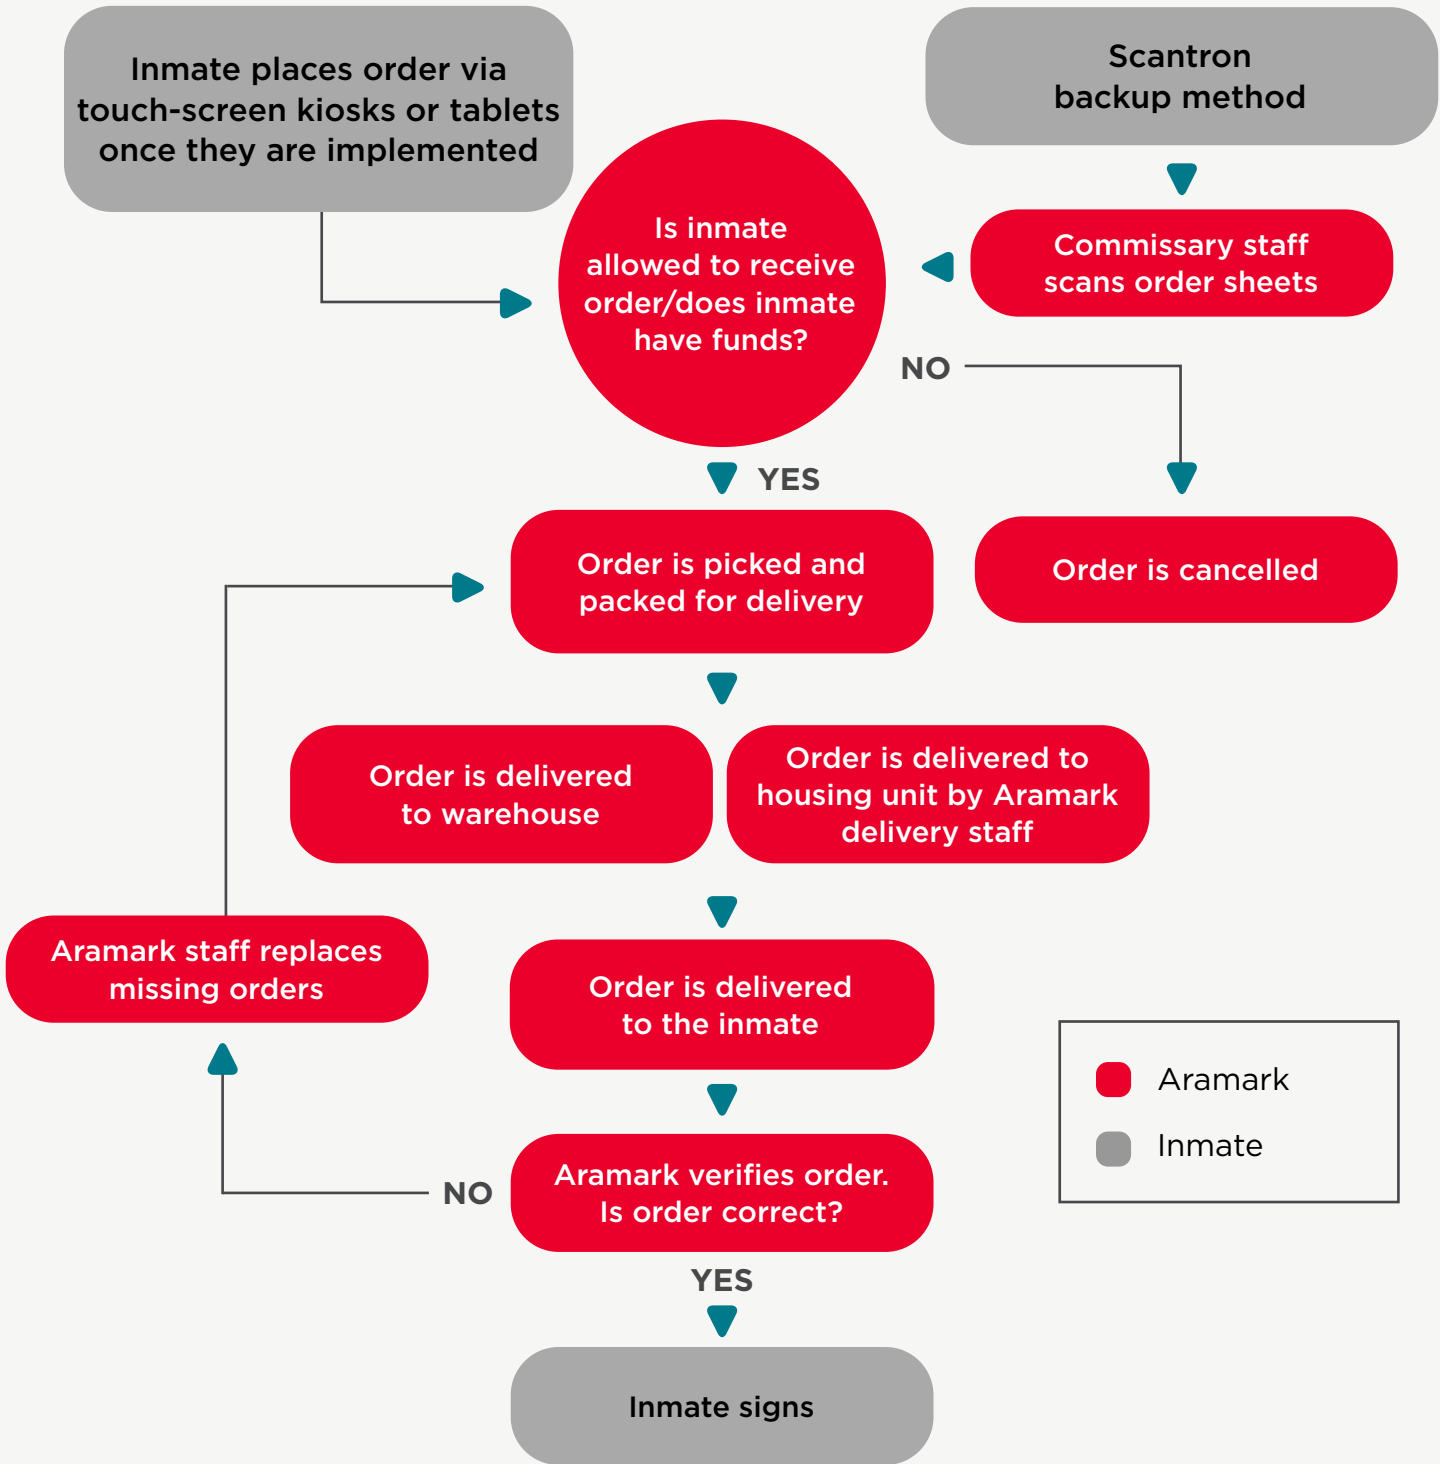 Inmate places order via
touch-screen kiosks or tablets
once they are implemented
Scantron
backup method
Is inmate
allowed to receive
order/does inmate
have funds?
Commissary staff
scans order sheets
NO
YES
Order is picked and
packed for delivery
Order is cancelled
Order is delivered
to warehouse
Order is delivered to
housing unit by Aramark
delivery staff
Aramark staff replaces
missing orders
Order is delivered
to the inmate
Aramark
Inmate
NO
Aramark verifies order.
Is order correct?
YES
Inmate signs